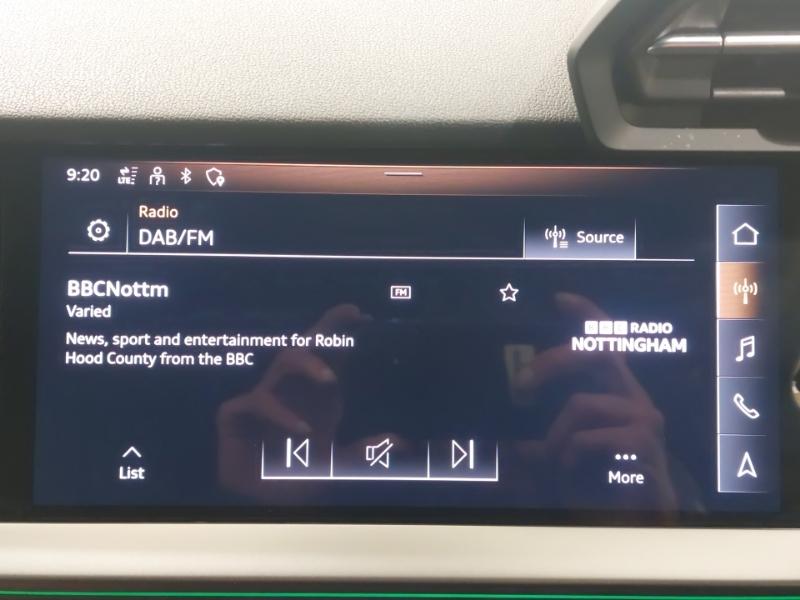 9:20 LTE
Radio
DAB/FM
Source
BBCNottm
FM
Varied
News, sport and entertainment for Robin
Hood County from the BBC
BBC RADIO
NOTTINGHAM
List
More